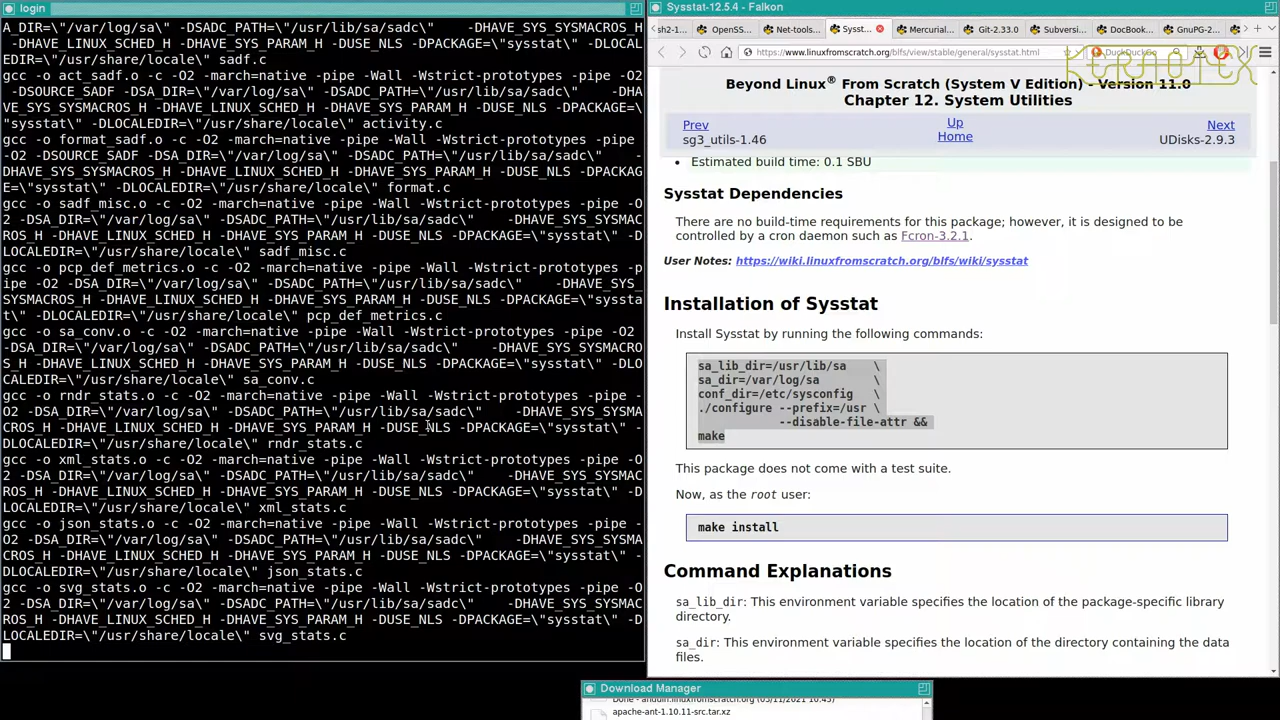 login
A_DIR=\"/var/log/sa\" -DSADC_PATH=\"/usr/lib/sa/sadc\"     -DHAVE_SYS_SYSMACROS_H
-DHAVE_LINUX_SCHED_H -DHAVE_SYS_PARAM_H -DUSE_NLS -DPACKAGE=\"sysstat\" -DLOCAL
EDIR=\"/usr/share/locale\" sadf.c
gcc -o act_sadf.o -c -O2 -march=native -pipe -Wall -Wstrict-prototypes -pipe -O2
-DSOURCE_SADF -DSA_DIR=\"/var/log/sa\" -DSADC_PATH=\"/usr/lib/sa/sadc\"     -DHA
VE_SYS_SYSMACROS_H -DHAVE_LINUX_SCHED_H -DHAVE_SYS_PARAM_H -DUSE_NLS -DPACKAGE=\
"sysstat\" -DLOCALEDIR=\"/usr/share/locale\" activity.c
gcc -o format_sadf.o -c -O2 -march=native -pipe -Wall -Wstrict-prototypes -pipe
-O2 -DSOURCE_SADF -DSA_DIR=\"/var/log/sa\" -DSADC_PATH=\"/usr/lib/sa/sadc\"     -
DHAVE_SYS_SYSMACROS_H -DHAVE_LINUX_SCHED_H -DHAVE_SYS_PARAM_H -DUSE_NLS -DPACKAG
E=\"sysstat\" -DLOCALEDIR=\"/usr/share/locale\" format.c
gcc -o sadf_misc.o -c -O2 -march=native -pipe -Wall -Wstrict-prototypes -pipe -O
2 -DSA_DIR=\"/var/log/sa\" -DSADC_PATH=\"/usr/lib/sa/sadc\"     -DHAVE_SYS_SYSMAC
ROS_H -DHAVE_LINUX_SCHED_H -DHAVE_SYS_PARAM_H -DUSE_NLS -DPACKAGE=\"sysstat\" -D
LOCALEDIR=\"/usr/share/locale\" sadf_misc.c
gcc -o pcp_def_metrics.o -c -O2 -march=native -pipe -Wall -Wstrict-prototypes -p
ipe -O2 -DSA_DIR=\"/var/log/sa\" -DSADC_PATH=\"/usr/lib/sa/sadc\"     -DHAVE_SYS_
SYSMACROS_H -DHAVE_LINUX_SCHED_H -DHAVE_SYS_PARAM_H -DUSE_NLS -DPACKAGE=\"syssta
t\" -DLOCALEDIR=\"/usr/share/locale\" pcp_def_metrics.c
gcc -o sa_conv.o -c -O2 -march=native -pipe -Wall -Wstrict-prototypes -pipe -O2
-DSA_DIR=\"/var/log/sa\" -DSADC_PATH=\"/usr/lib/sa/sadc\"     -DHAVE_SYS_SYSMACRO
S_H -DHAVE_LINUX_SCHED_H -DHAVE_SYS_PARAM_H -DUSE_NLS -DPACKAGE=\"sysstat\" -DLO
CALEDIR=\"/usr/share/locale\" sa_conv.c
gcc -o rndr_stats.o -c -O2 -march=native -pipe -Wall -Wstrict-prototypes -pipe -
O2 -DSA_DIR=\"/var/log/sa\" -DSADC_PATH=\"/usr/lib/sa/sadc\"     -DHAVE_SYS_SYSMA
CROS_H -DHAVE_LINUX_SCHED_H -DHAVE_SYS_PARAM_H -DUSE_NLS -DPACKAGE=\"sysstat\" -
DLOCALEDIR=\"/usr/share/locale\" rndr_stats.c
gcc -o xml_stats.o -c -O2 -march=native -pipe -Wall -Wstrict-prototypes -pipe -O
2 -DSA_DIR=\"/var/log/sa\" -DSADC_PATH=\"/usr/lib/sa/sadc\"     -DHAVE_SYS_SYSMAC
ROS_H -DHAVE_LINUX_SCHED_H -DHAVE_SYS_PARAM_H -DUSE_NLS -DPACKAGE=\"sysstat\" -D
LOCALEDIR=\"/usr/share/locale\" xml_stats.c
gcc -o json_stats.o -c -O2 -march=native -pipe -Wall -Wstrict-prototypes -pipe -
O2 -DSA_DIR=\"/var/log/sa\" -DSADC_PATH=\"/usr/lib/sa/sadc\"     -DHAVE_SYS_SYSMA
CROS_H -DHAVE_LINUX_SCHED_H -DHAVE_SYS_PARAM_H -DUSE_NLS -DPACKAGE=\"sysstat\" -
DLOCALEDIR=\"/usr/share/locale\" json_stats.c
gcc -o svg_stats.o -c -O2 -march=native -pipe -Wall -Wstrict-prototypes -pipe -O
2 -DSA_DIR=\"/var/log/sa\" -DSADC_PATH=\"/usr/lib/sa/sadc\"     -DHAVE_SYS_SYSMAC
ROS_H -DHAVE_LINUX_SCHED_H -DHAVE_SYS_PARAM_H -DUSE_NLS -DPACKAGE=\"sysstat\" -D
LOCALEDIR=\"/usr/share/locale\" svg_stats.c
Sysstat-12.5.4 - Falkon
sh2-1... OpenSS... Net-tools... Sysst... Mercurial... Git-2.33.0 Subversi... DocBook... GnuPG-2...
https://www.linuxfromscratch.org/blfs/view/stable/general/sysstat.html DuckDuckGo
KERNOTEX
Beyond Linux® From Scratch (System V Edition) - Version 11.0
Chapter 12. System Utilities
Prev Up Next
sg3_utils-1.46 Home UDisks-2.9.3
• Estimated build time: 0.1 SBU
Sysstat Dependencies
There are no build-time requirements for this package; however, it is designed to be
controlled by a cron daemon such as Fcron-3.2.1.
User Notes: https://wiki.linuxfromscratch.org/blfs/wiki/sysstat
Installation of Sysstat
Install Sysstat by running the following commands:
sa_lib_dir=/usr/lib/sa    \
sa_dir=/var/log/sa        \
conf_dir=/etc/sysconfig   \
./configure --prefix=/usr \
--disable-file-attr &&
make
This package does not come with a test suite.
Now, as the root user:
make install
Command Explanations
sa_lib_dir: This environment variable specifies the location of the package-specific library
directory.
sa_dir: This environment variable specifies the location of the directory containing the data
files.
Download Manager
Done - anduin.linuxfromscratch.org (05/11/2021 16:45)
apache-ant-1.10.11-src.tar.xz